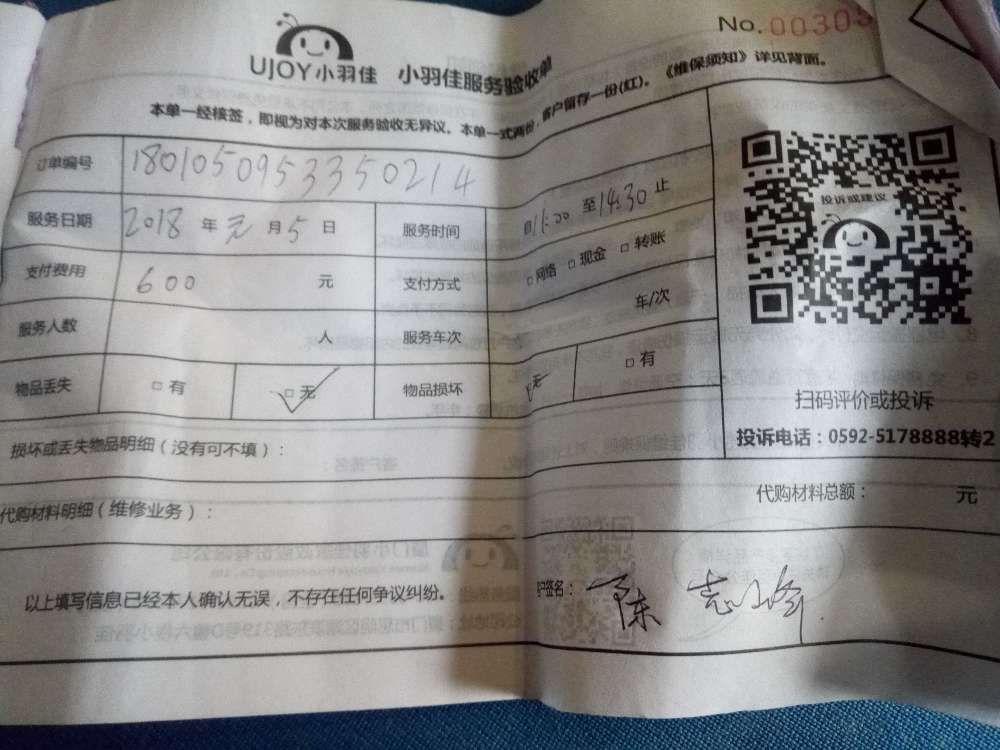 No. 00303
UJOY小羽佳 小羽佳服务验收单
本单一经核签，即视为对本次服务验收无异议。本单一式两份，客户留存一份(红)。《维保须知》详见背面。
订单编号 180105095335 0214
服务日期 2018 年 元 月 5 日 服务时间 自 11:00 至 14:30 止
支付费用 600 元 支付方式 □网络 □现金 □转账
服务人数 人 服务车次 车/次
物品丢失 □有 □无 物品损坏 无 □有
投诉或建议
扫码评价或投诉
投诉电话：0592-5178888转2
损坏或丢失物品明细（没有可不填）：
代购材料明细（维修业务）： 代购材料总额： 元
以上填写信息已经本人确认无误，不存在任何争议纠纷。 户签名：